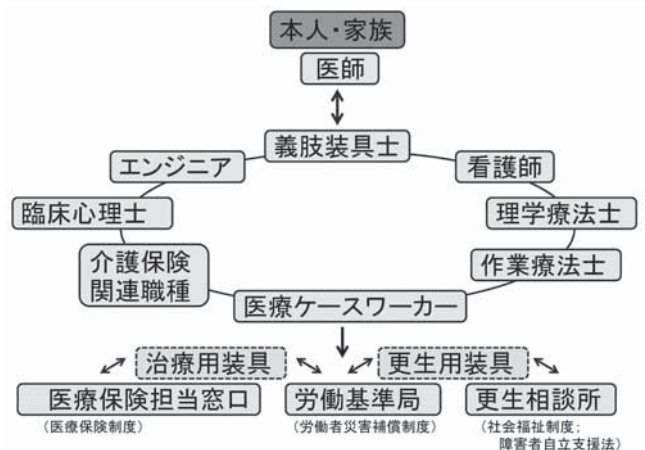 本人・家族
医師
義肢装具士
エンジニア
看護師
臨床心理士
理学療法士
介護保険
関連職種
作業療法士
医療ケースワーカー
治療用装具
更生用装具
医療保険担当窓口
労働基準局
更生相談所
（医療保険制度）
（労働者災害補償制度）
（社会福祉制度；
障害者自立支援法）